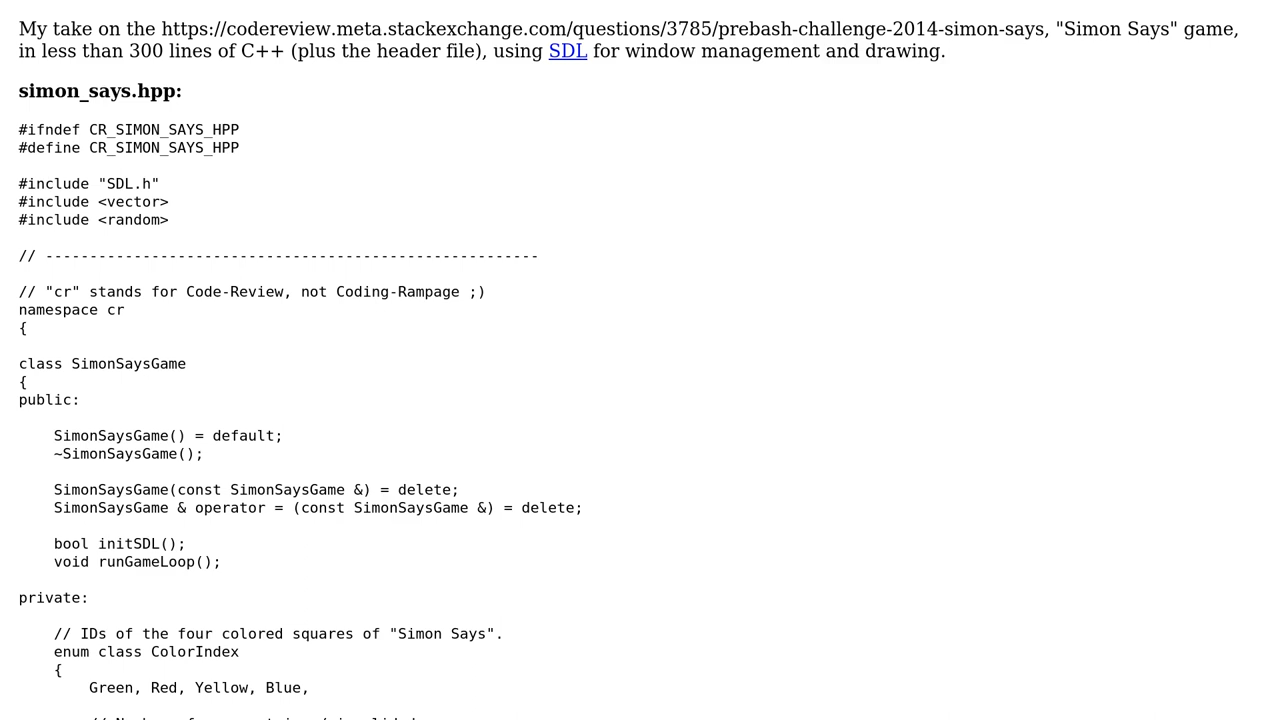 My take on the https://codereview.meta.stackexchange.com/questions/3785/prebash-challenge-2014-simon-says, "Simon Says" game,
in less than 300 lines of C++ (plus the header file), using SDL for window management and drawing.
simon_says.hpp:
#ifndef CR_SIMON_SAYS_HPP
#define CR_SIMON_SAYS_HPP
#include "SDL.h"
#include <vector>
#include <random>
// --------------------------------------------------------
// "cr" stands for Code-Review, not Coding-Rampage ;)
namespace cr
{
class SimonSaysGame
{
public:
    SimonSaysGame() = default;
    ~SimonSaysGame();
    SimonSaysGame(const SimonSaysGame &) = delete;
    SimonSaysGame & operator = (const SimonSaysGame &) = delete;
    bool initSDL();
    void runGameLoop();
private:
    // IDs of the four colored squares of "Simon Says".
    enum class ColorIndex
    {
        Green, Red, Yellow, Blue,